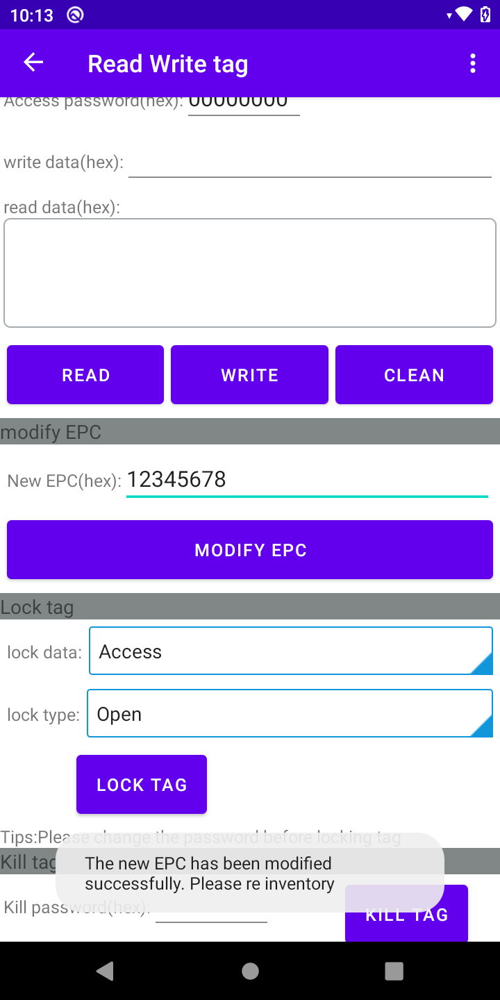 10:13
Read Write tag
Access password(hex): 00000000
write data(hex):
read data(hex):
READ WRITE CLEAN
modify EPC
New EPC(hex): 12345678
MODIFY EPC
Lock tag
lock data: Access
lock type: Open
LOCK TAG
Tips:Please change the password before locking tag
Kill tag
The new EPC has been modified
successfully. Please re inventory
Kill password(hex):
KILL TAG